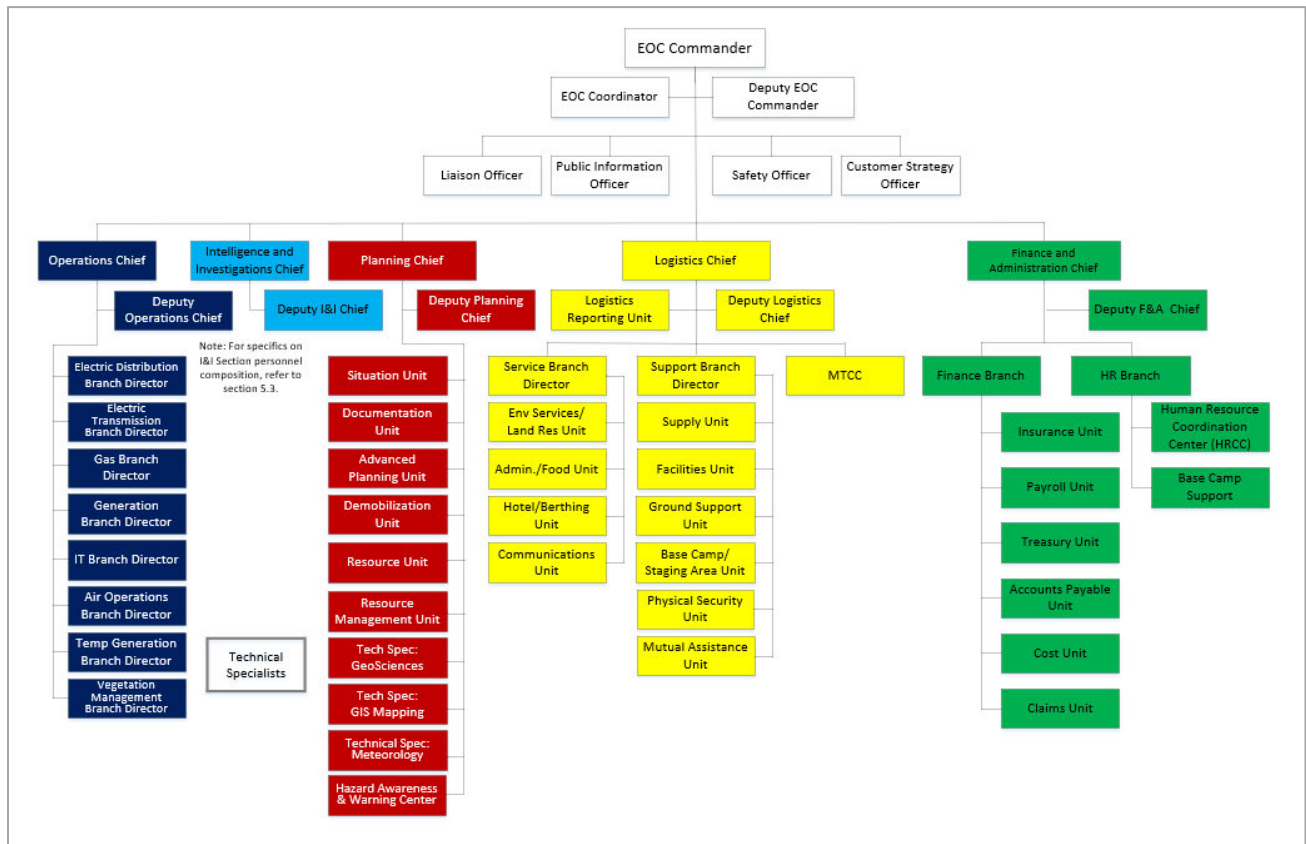 EOC Commander
EOC Coordinator
Deputy EOC
Commander
Liaison Officer
Public Information
Officer
Safety Officer
Customer Strategy
Officer
Operations Chief
Intelligence and
Investigations Chief
Planning Chief
Logistics Chief
Finance and
Administration Chief
Deputy
Operations Chief
Deputy I&I Chief
Deputy Planning
Chief
Logistics
Reporting Unit
Deputy Logistics
Chief
Deputy F&A Chief
Note: For specifics on
I&I Section personnel
composition, refer to
section 5.3.
Electric Distribution
Branch Director
Electric
Transmission
Branch Director
Gas Branch
Director
Generation
Branch Director
IT Branch Director
Air Operations
Branch Director
Temp Generation
Branch Director
Vegetation
Management
Branch Director
Technical
Specialists
Situation Unit
Documentation
Unit
Advanced
Planning Unit
Demobilization
Unit
Resource Unit
Resource
Management Unit
Tech Spec:
GeoSciences
Tech Spec:
GIS Mapping
Technical Spec:
Meteorology
Hazard Awareness
& Warning Center
Service Branch
Director
Env Services/
Land Res Unit
Admin./Food Unit
Hotel/Berthing
Unit
Communications
Unit
Support Branch
Director
Supply Unit
Facilities Unit
Ground Support
Unit
Base Camp/
Staging Area Unit
Physical Security
Unit
Mutual Assistance
Unit
MTCC
Finance Branch
Insurance Unit
Payroll Unit
Treasury Unit
Accounts Payable
Unit
Cost Unit
Claims Unit
HR Branch
Human Resource
Coordination
Center (HRCC)
Base Camp
Support